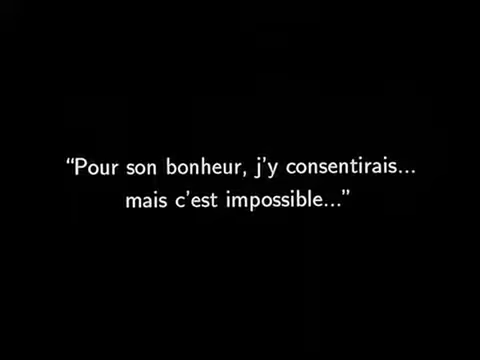 “Pour son bonheur, j’y consentirais...
mais c’est impossible...”